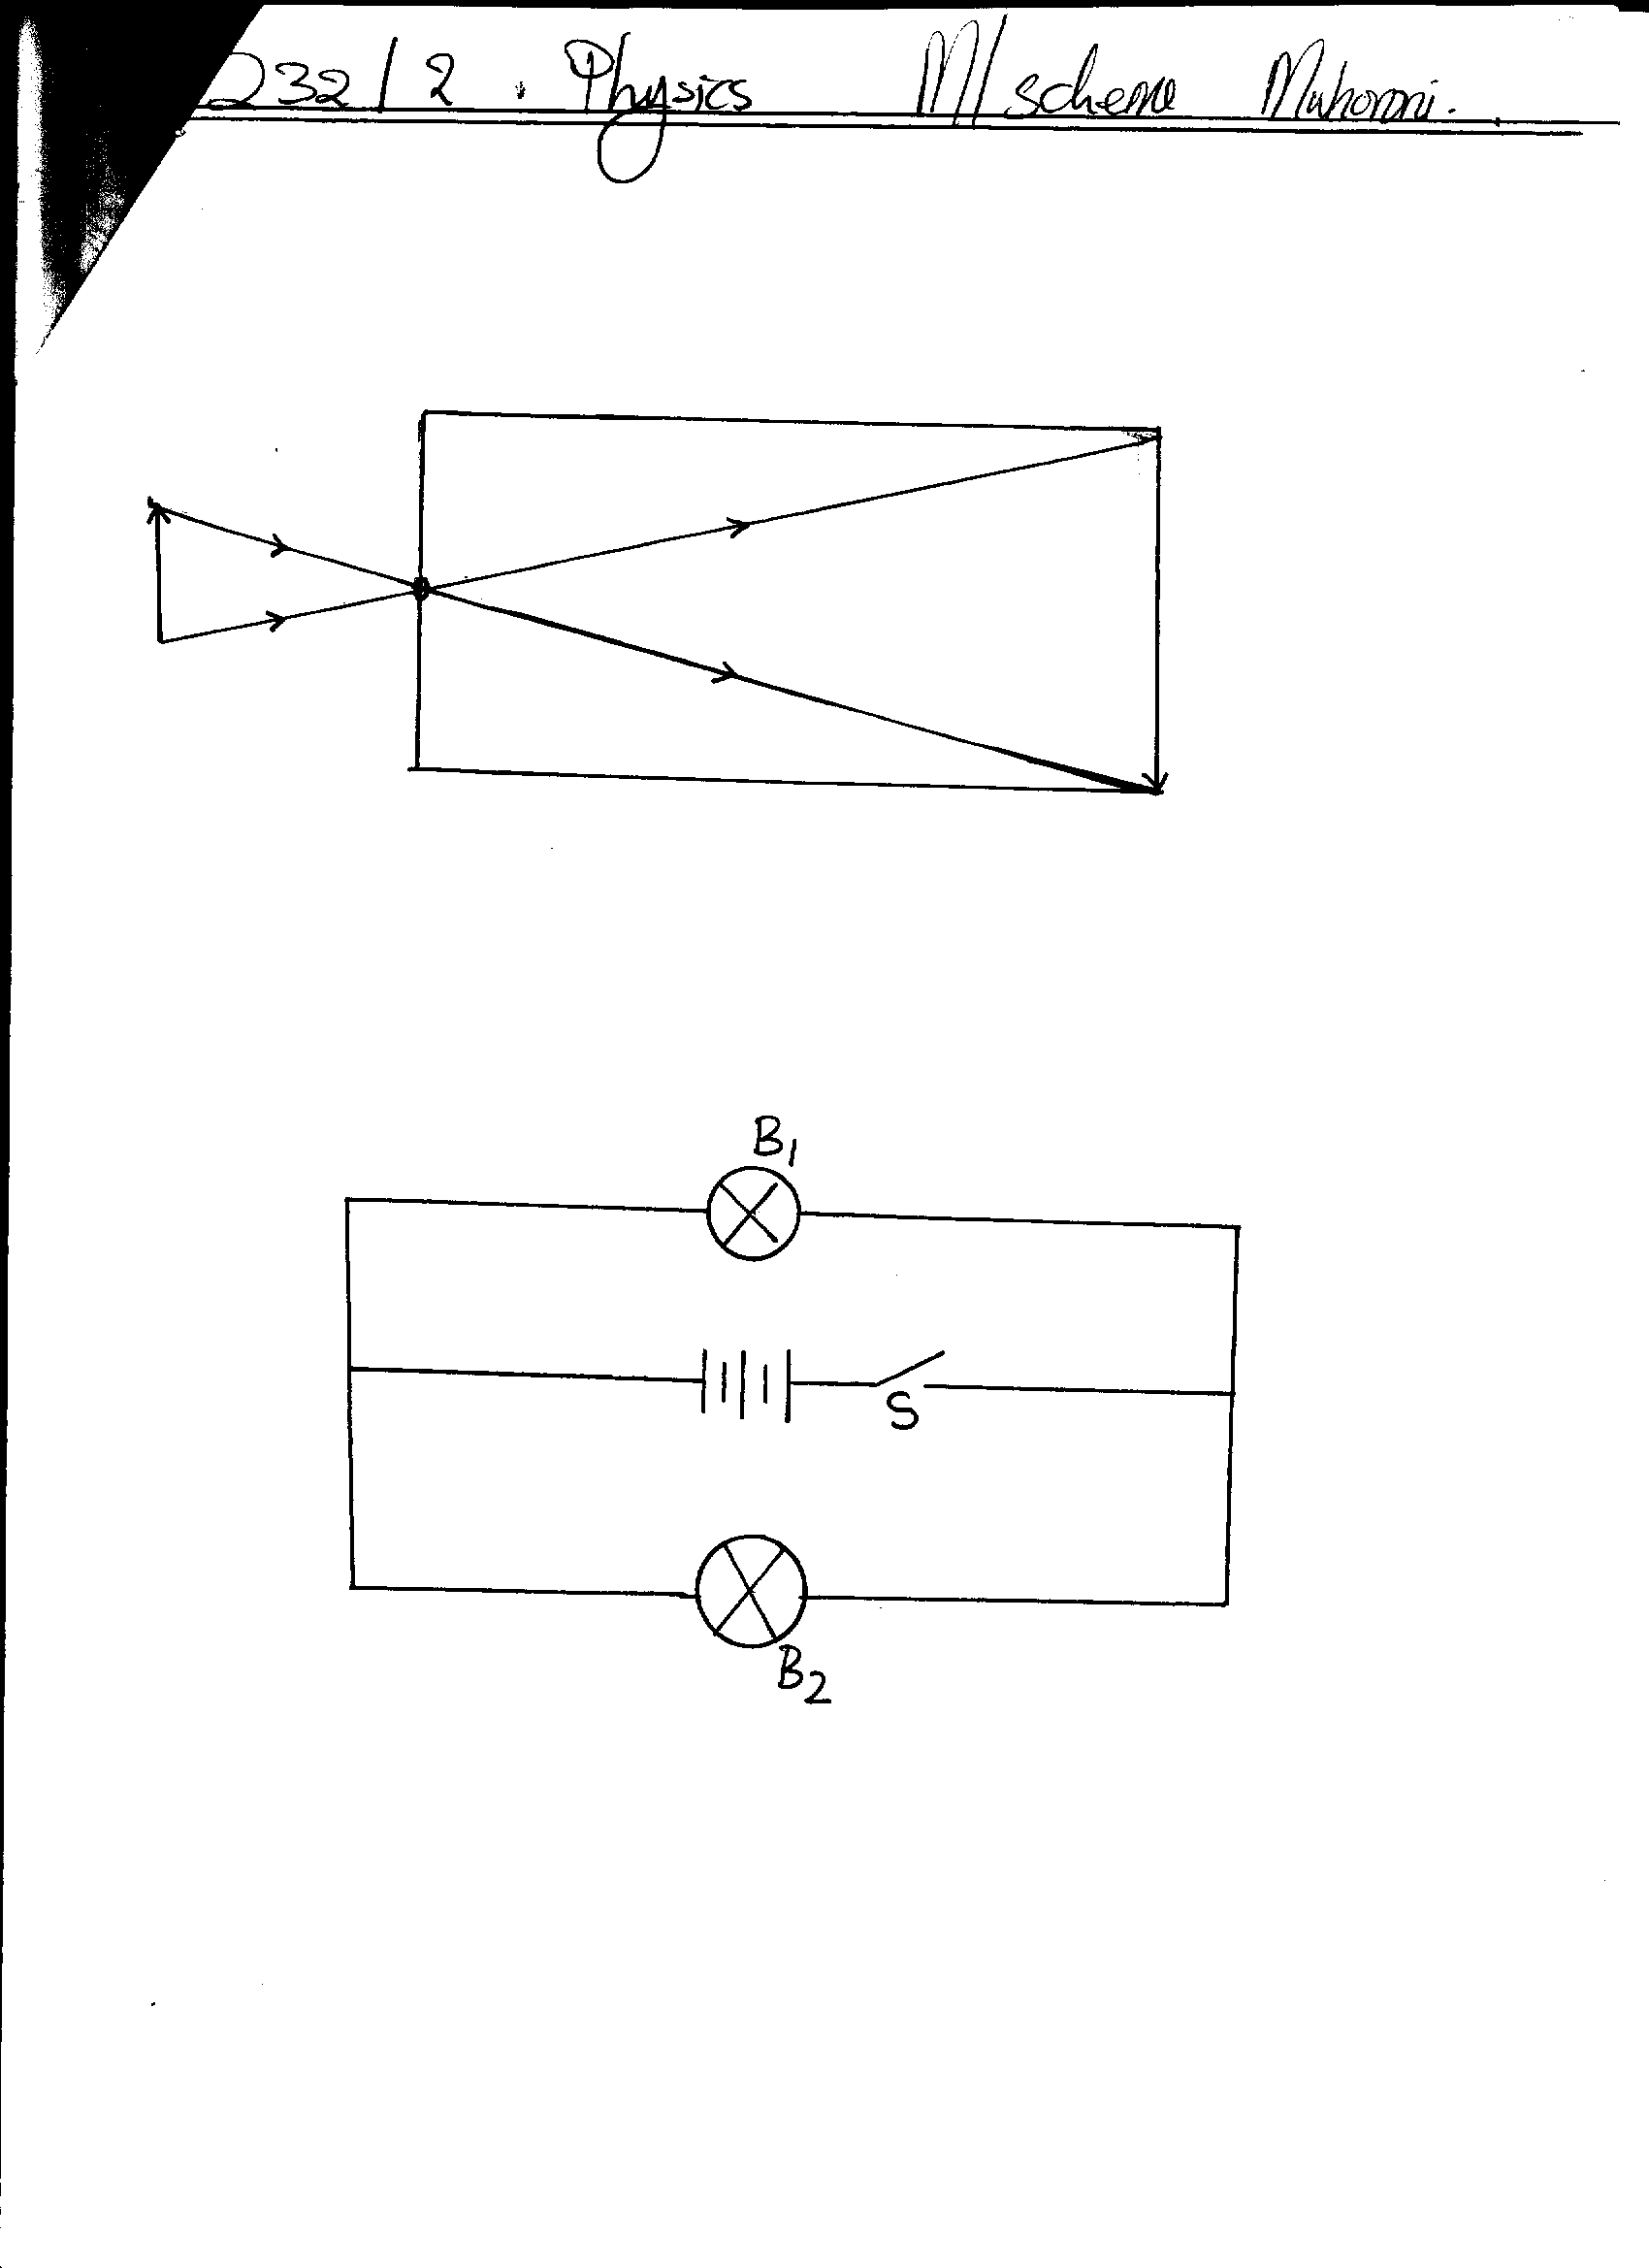 232/2. Physics M/scheme Muhoroni.
B1
S
B2